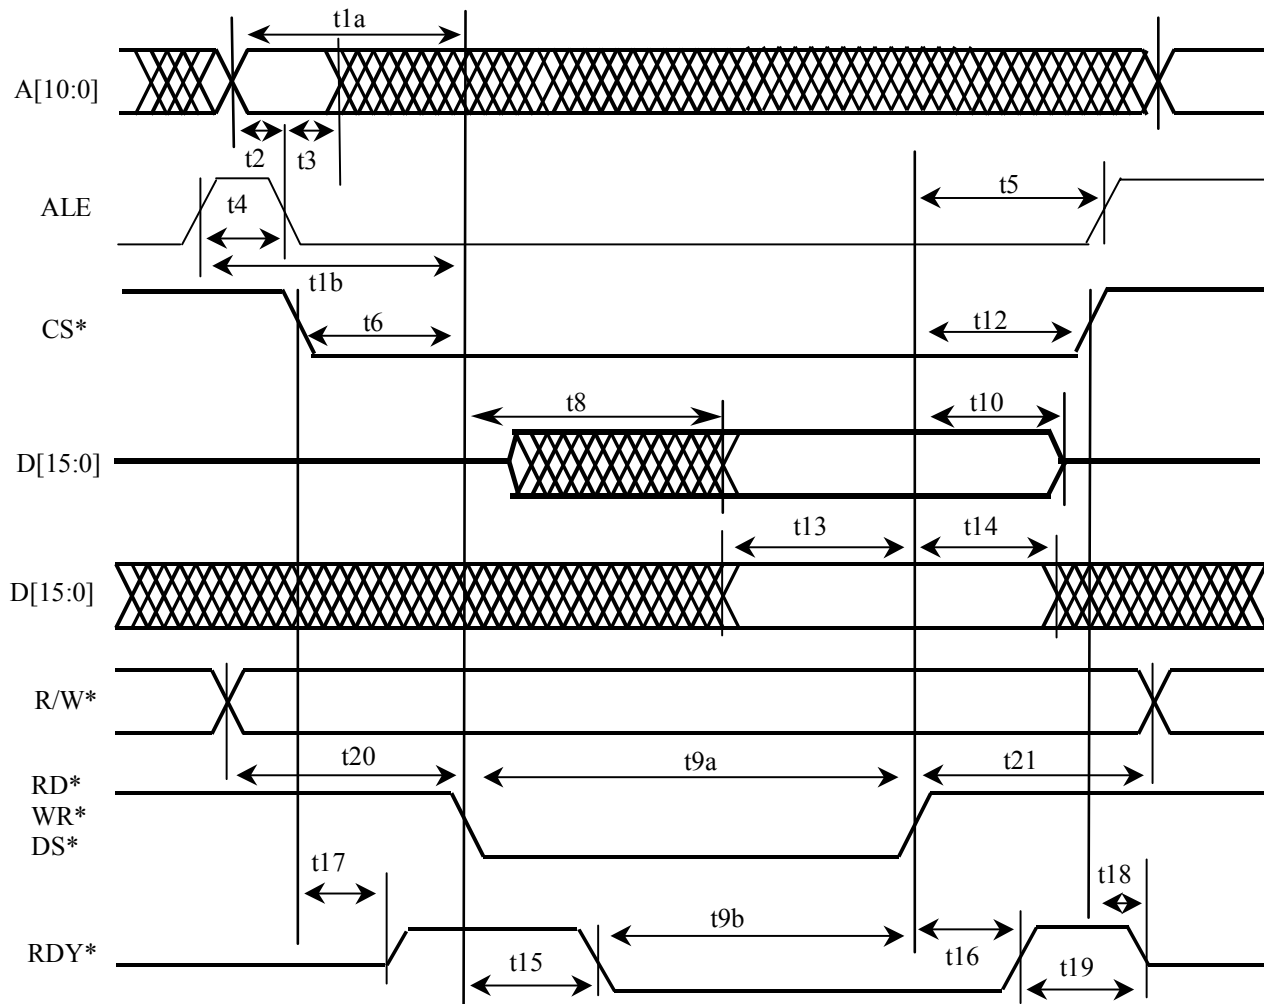 t1a
A[10:0]
t2 t3
ALE
t4
t5
t1b
CS*
t6
t12
t8
t10
D[15:0]
t13
t14
D[15:0]
R/W*
t20
t9a
t21
RD*
WR*
DS*
t17
t18
t9b
RDY*
t15
t16
t19